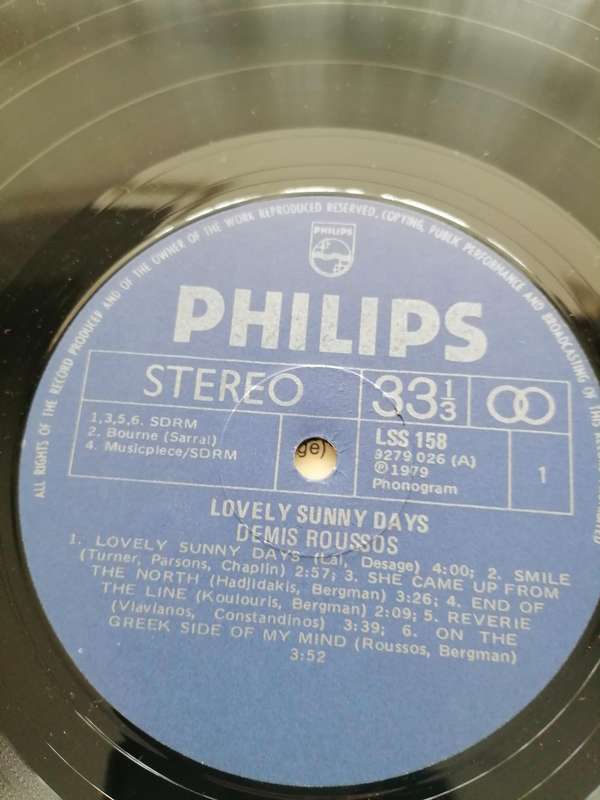 ALL RIGHTS OF THE RECORD PRODUCED AND OF THE OWNER OF THE WORK REPRODUCED RESERVED, COPYING, PUBLIC PERFORMANCE AND BROADCASTING OF THIS
PHILIPS
PHILIPS
STEREO 33⅓
1,3,5,6. SDRM
2. Bourne (Sarral)
4. Musicpiece/SDRM
ge)
LSS 158
9279 026 (A)
℗1979
Phonogram
1
LOVELY SUNNY DAYS
DEMIS ROUSSOS
1. LOVELY SUNNY DAYS (Lai, Desage) 4:00; 2. SMILE
(Turner, Parsons, Chaplin) 2:57; 3. SHE CAME UP FROM
THE NORTH (Hadjidakis, Bergman) 3:26; 4. END OF
THE LINE (Koulouris, Bergman) 2:09; 5. REVERIE
(Vlavianos, Constandinos) 3:39; 6. ON THE
GREEK SIDE OF MY MIND (Roussos, Bergman)
3:52